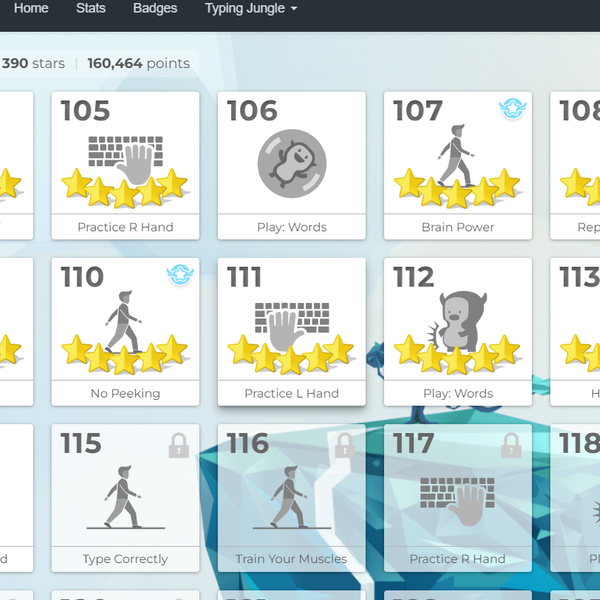 Home Stats Badges Typing Jungle
390 stars 160,464 points
105 106 107 108
Practice R Hand Play: Words Brain Power Rep
110 111 112 113
No Peeking Practice L Hand Play: Words H
115 116 117 118
d Type Correctly Train Your Muscles Practice R Hand Pl